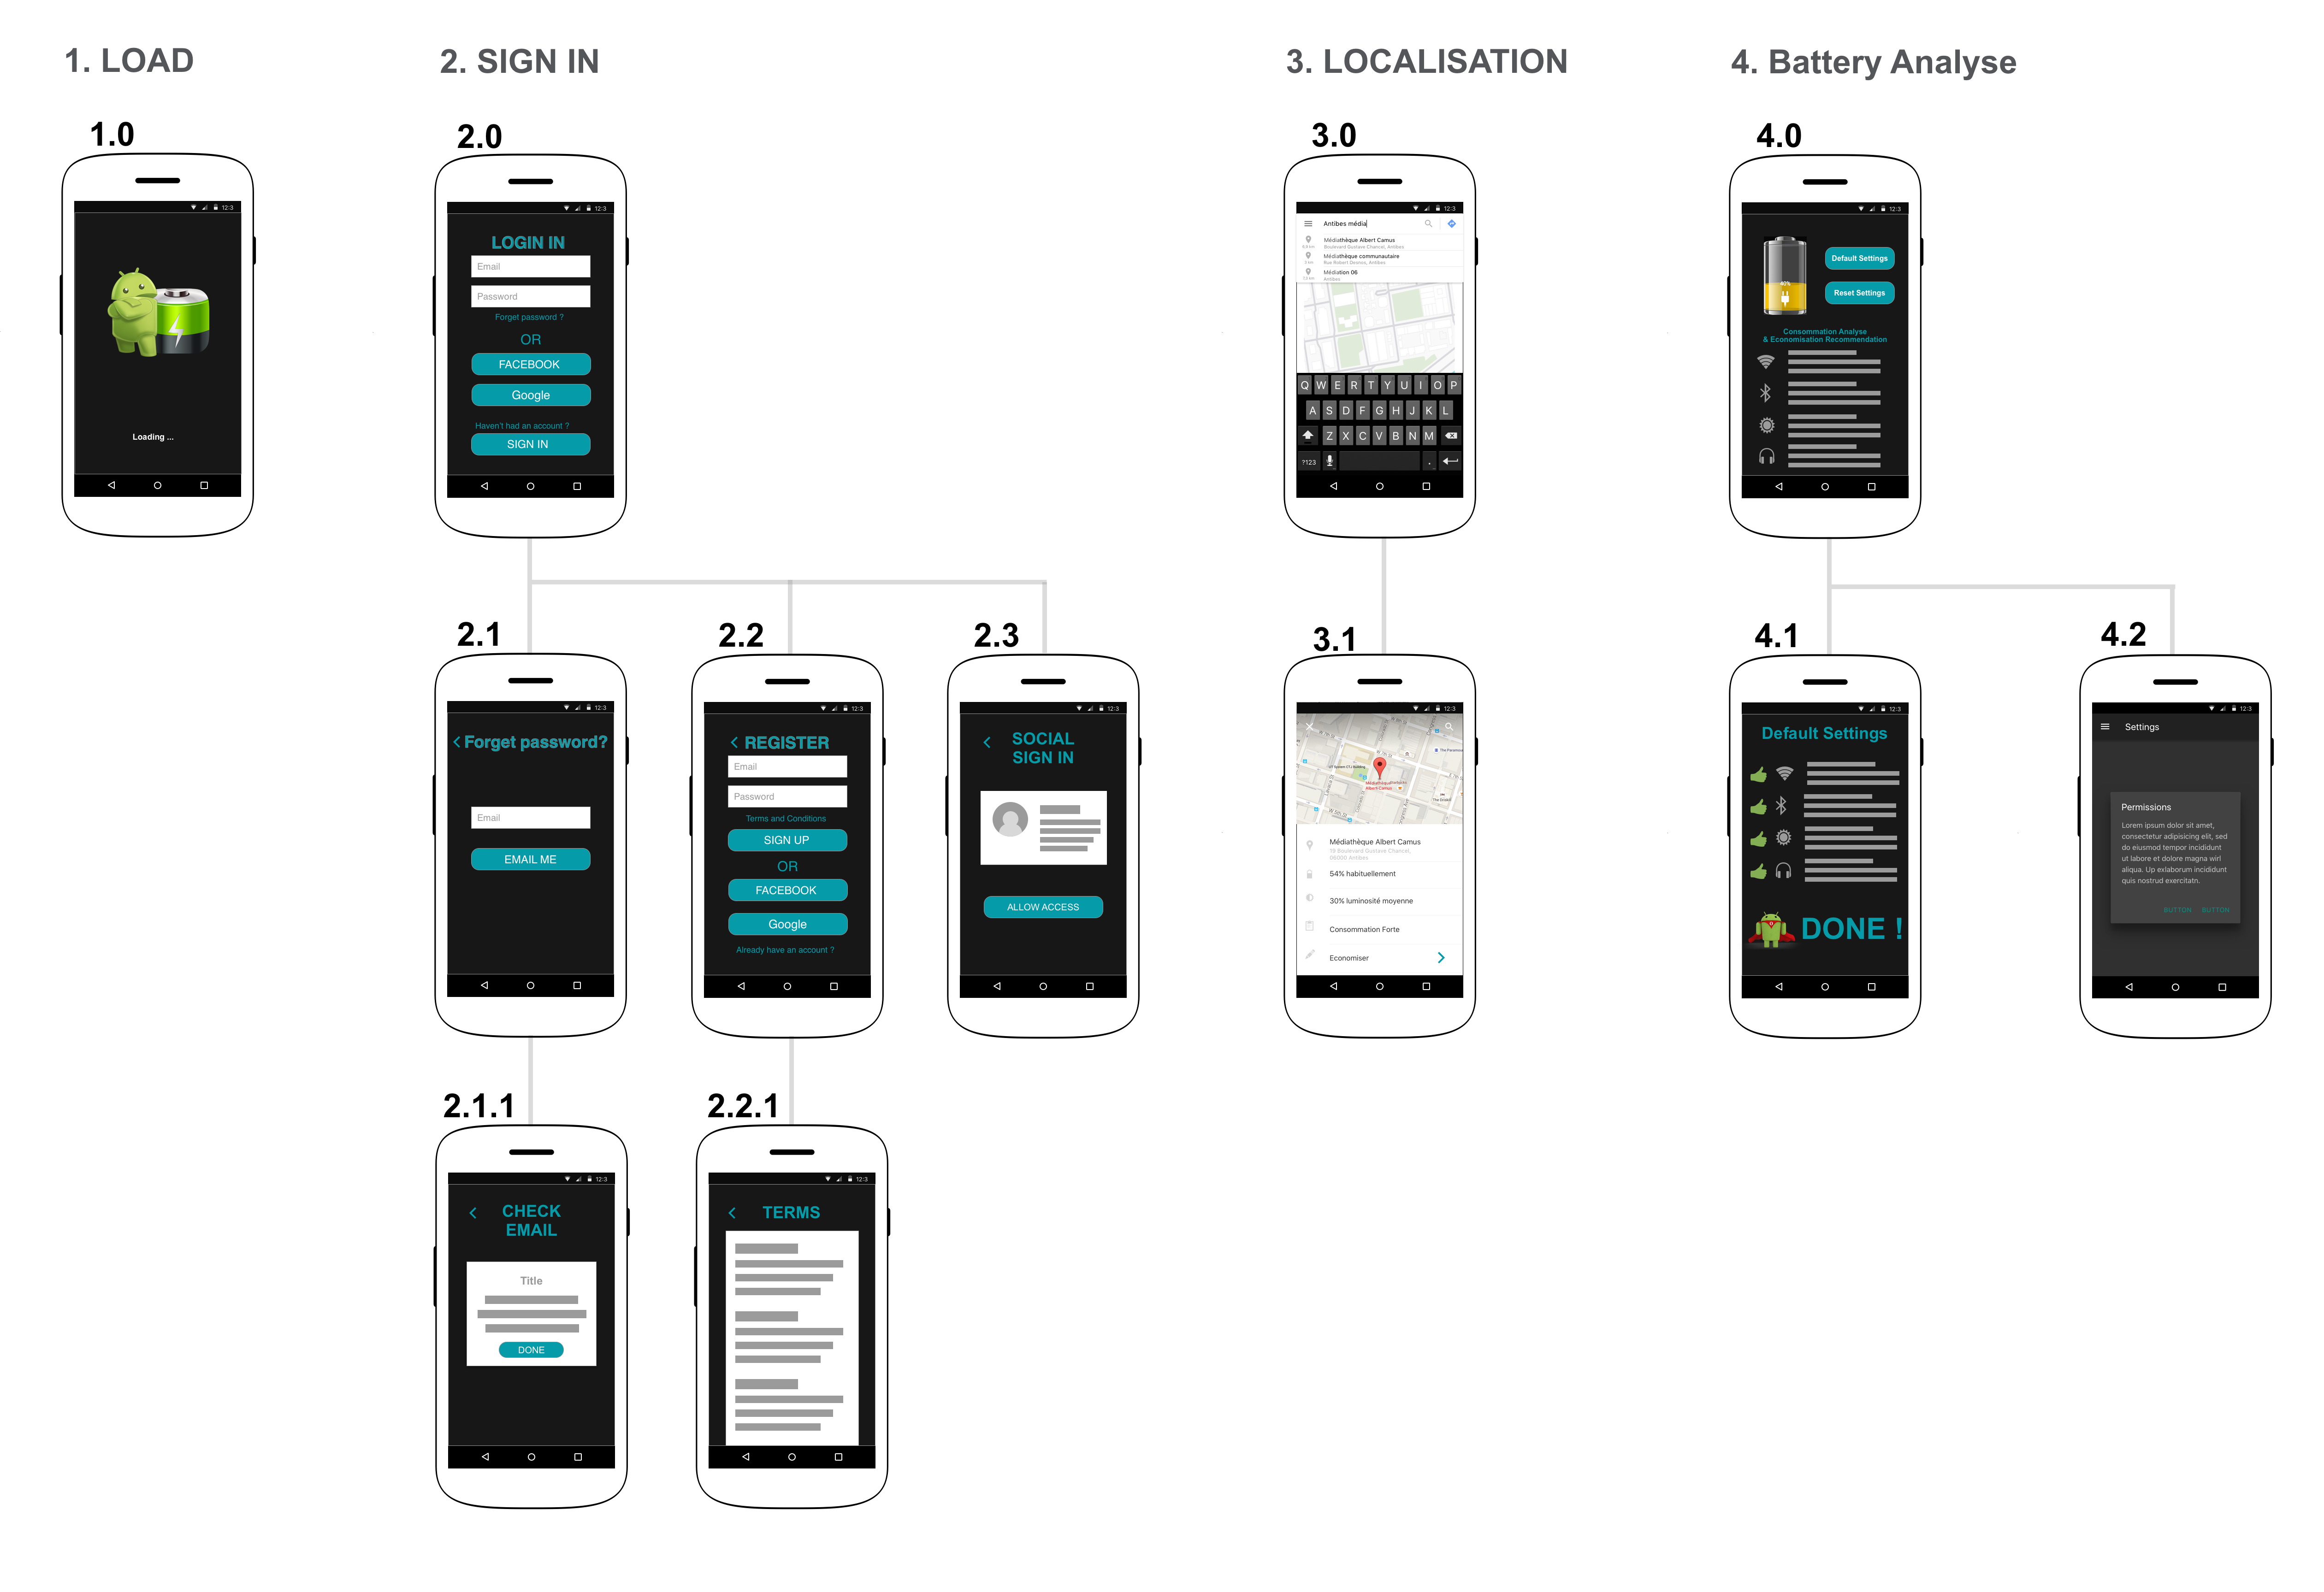 1. LOAD
2. SIGN IN
3. LOCALISATION
4. Battery Analyse
1.0
12:3
Loading ...
2.0
12:3
LOGIN IN
Email
Password
Forget password ?
OR
FACEBOOK
Google
Haven't had an account ?
SIGN IN
3.0
12:3
Antibes média
Médiathèque Albert Camus
Boulevard Gustave Chancel, Antibes
Médiathèque communautaire
Rue Robert Desnos, Antibes
Médiation 06
Antibes
Q W E R T Y U I O P
A S D F G H J K L
Z X C V B N M
?123 .
4.0
12:3
Default Settings
40%
Reset Settings
Consommation Analyse
& Economisation Recommendation
2.1
12:3
Forget password?
Email
EMAIL ME
2.2
12:3
REGISTER
Email
Password
Terms and Conditions
SIGN UP
OR
FACEBOOK
Google
Already have an account ?
2.3
12:3
SOCIAL
SIGN IN
ALLOW ACCESS
3.1
12:3
Médiathèque
Albert Camus
Médiathèque Albert Camus
19 Boulevard Gustave Chancel,
06000 Antibes
54% habituellement
30% luminosité moyenne
Consommation Forte
Economiser
4.1
12:3
Default Settings
DONE !
4.2
12:3
Settings
Permissions
Lorem ipsum dolor sit amet,
consectetur adipisicing elit, sed
do eiusmod tempor incididunt
ut labore et dolore magna wirl
aliqua. Up exlaborum incididunt
quis nostrud exercitatn.
BUTTON BUTTON
2.1.1
12:3
CHECK
EMAIL
Title
DONE
2.2.1
12:3
TERMS